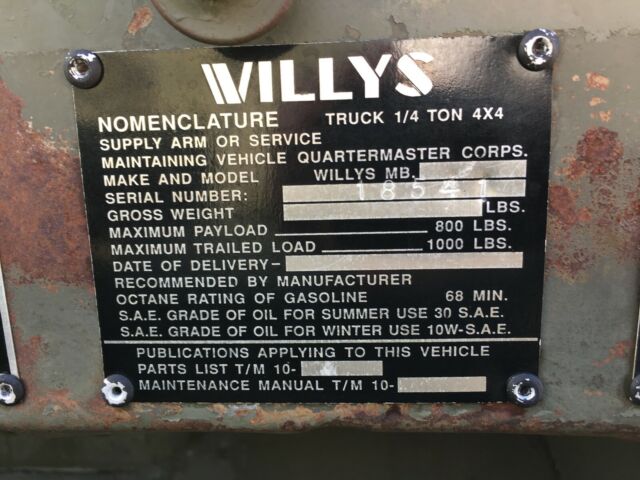 WILLYS
NOMENCLATURE TRUCK 1/4 TON 4X4
SUPPLY ARM OR SERVICE
MAINTAINING VEHICLE QUARTERMASTER CORPS.
MAKE AND MODEL WILLYS MB.
SERIAL NUMBER: 18541
GROSS WEIGHT LBS.
MAXIMUM PAYLOAD 800 LBS.
MAXIMUM TRAILED LOAD 1000 LBS.
DATE OF DELIVERY-
RECOMMENDED BY MANUFACTURER
OCTANE RATING OF GASOLINE 68 MIN.
S.A.E. GRADE OF OIL FOR SUMMER USE 30 S.A.E.
S.A.E. GRADE OF OIL FOR WINTER USE 10W-S.A.E.
PUBLICATIONS APPLYING TO THIS VEHICLE
PARTS LIST T/M 10-
MAINTENANCE MANUAL T/M 10-